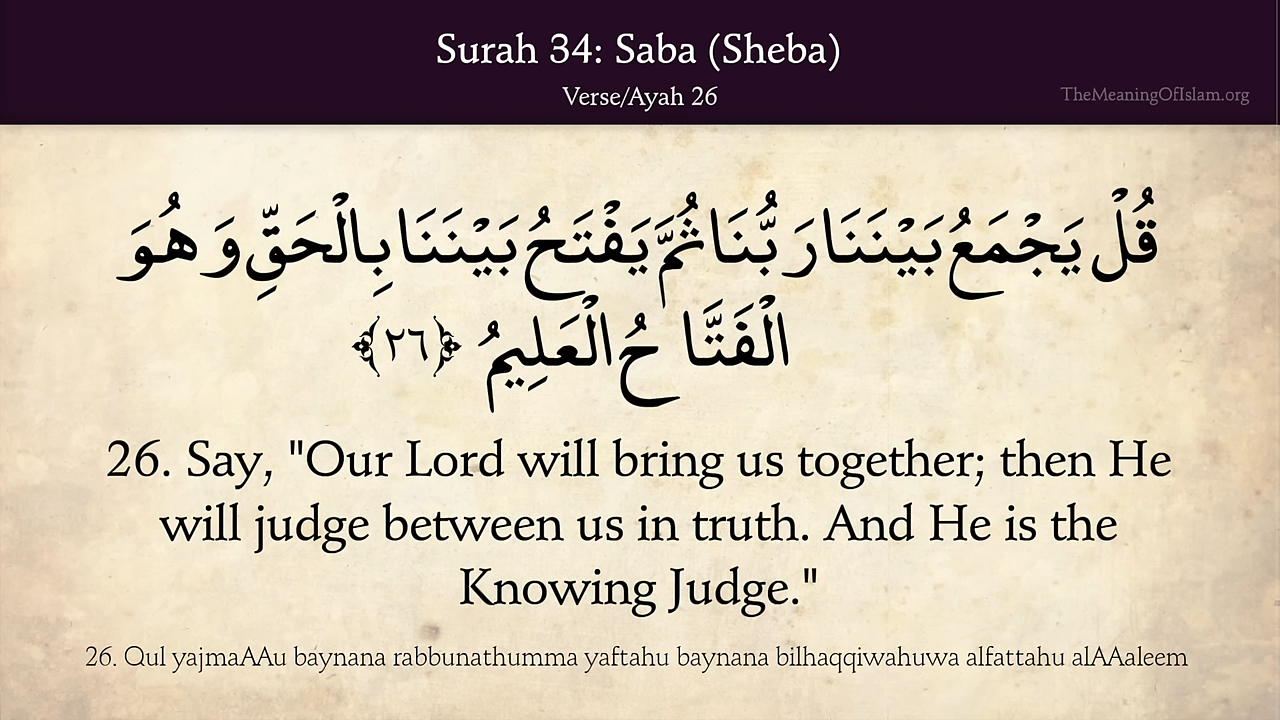 Surah 34: Saba (Sheba)
Verse/Ayah 26
TheMeaningOfIslam.org
قُلْ يَجْمَعُ بَيْنَنَا رَبُّنَا ثُمَّ يَفْتَحُ بَيْنَنَا بِالْحَقِّ وَهُوَ
الْفَتَّاحُ الْعَلِيمُ ﴿٢٦﴾
26. Say, "Our Lord will bring us together; then He
will judge between us in truth. And He is the
Knowing Judge."
26. Qul yajmaAAu baynana rabbunathumma yaftahu baynana bilhaqqiwahuwa alfattahu alAAaleem